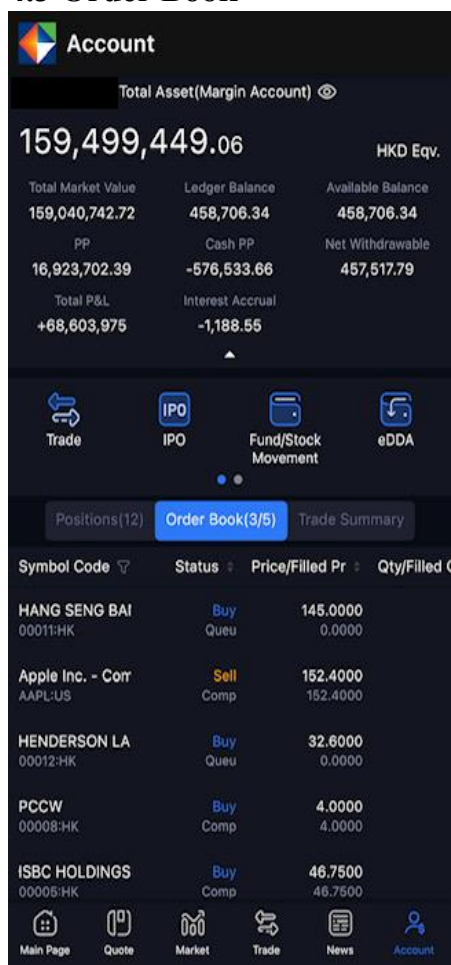 Account
Total Asset(Margin Account)
159,499,449.06 HKD Eqv.
Total Market Value Ledger Balance Available Balance
159,040,742.72 458,706.34 458,706.34
PP Cash PP Net Withdrawable
16,923,702.39 -576,533.66 457,517.79
Total P&L Interest Accrual
+68,603,975 -1,188.55
Trade IPO Fund/Stock Movement eDDA
Positions(12) Order Book(3/5) Trade Summary
Symbol Code Status Price/Filled Pr Qty/Filled
HANG SENG BAI Buy 145.0000
00011:HK Queu 0.0000
Apple Inc. - Com Sell 152.4000
AAPL:US Comp 152.4000
HENDERSON LA Buy 32.6000
00012:HK Queu 0.0000
PCCW Buy 4.0000
00008:HK Comp 4.0000
ISBC HOLDINGS Buy 46.7500
00005:HK Comp 46.7500
Main Page Quote Market Trade News Account